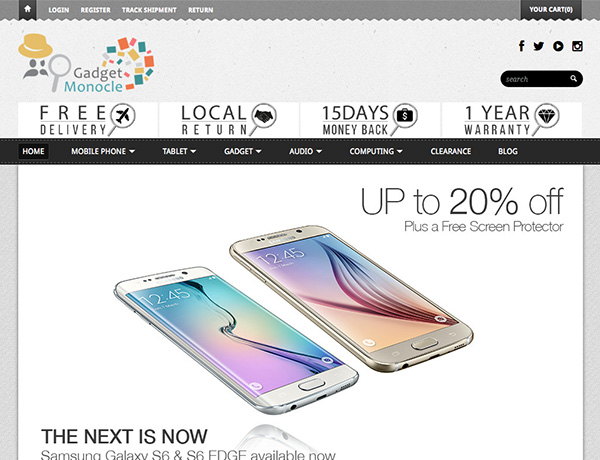 LOGIN REGISTER TRACK SHIPMENT RETURN YOUR CART(0)
Gadget
Monocle
search
FREE
DELIVERY
LOCAL
RETURN
15DAYS
MONEY BACK
1 YEAR
WARRANTY
HOME MOBILE PHONE TABLET GADGET AUDIO COMPUTING CLEARANCE BLOG
UP to 20% off
Plus a Free Screen Protector
12:45
12:45
THE NEXT IS NOW
Samsung Galaxy S6 & S6 EDGE available now